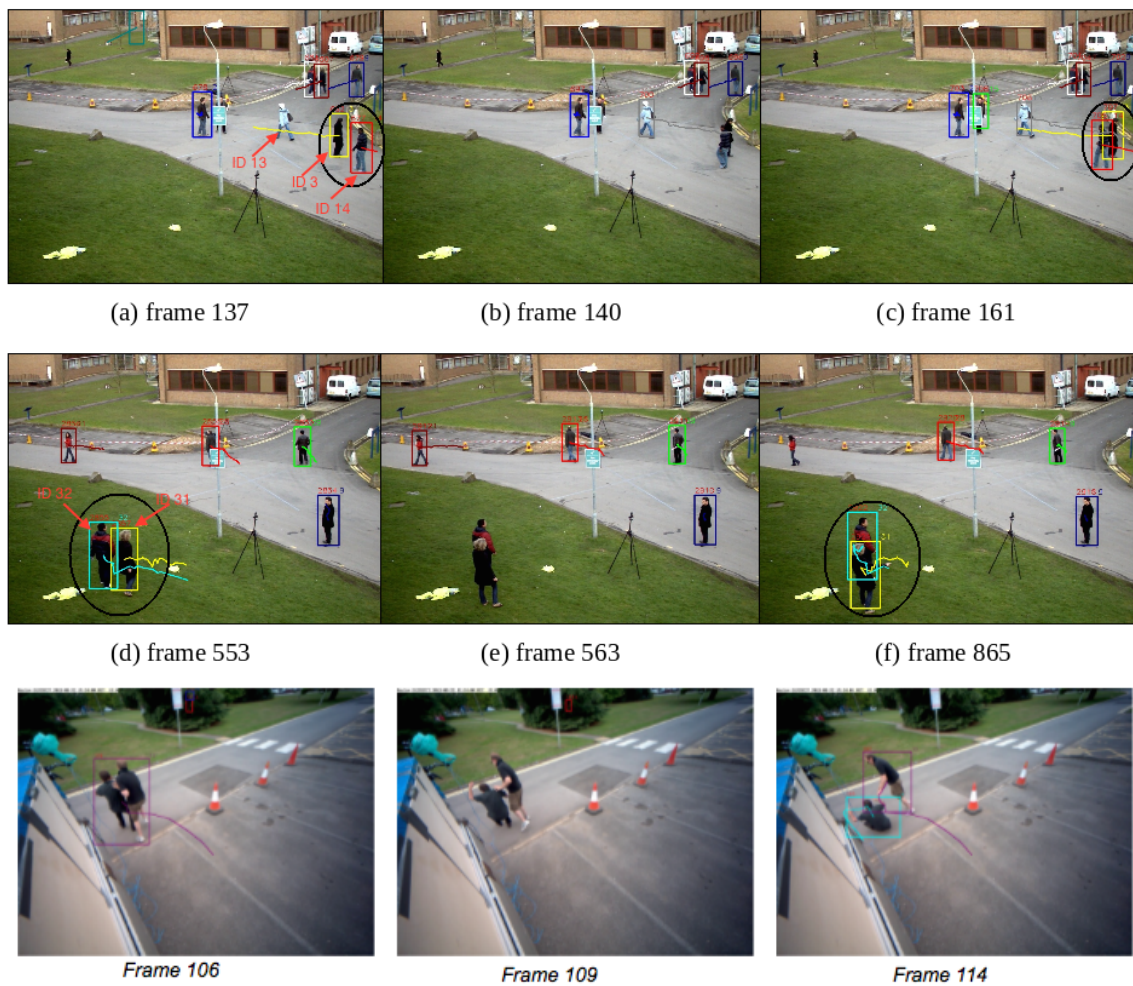 ID 13
ID 3
ID 14
(a) frame 137
(b) frame 140
(c) frame 161
ID 32
ID 31
(d) frame 553
(e) frame 563
(f) frame 865
Frame 106
Frame 109
Frame 114